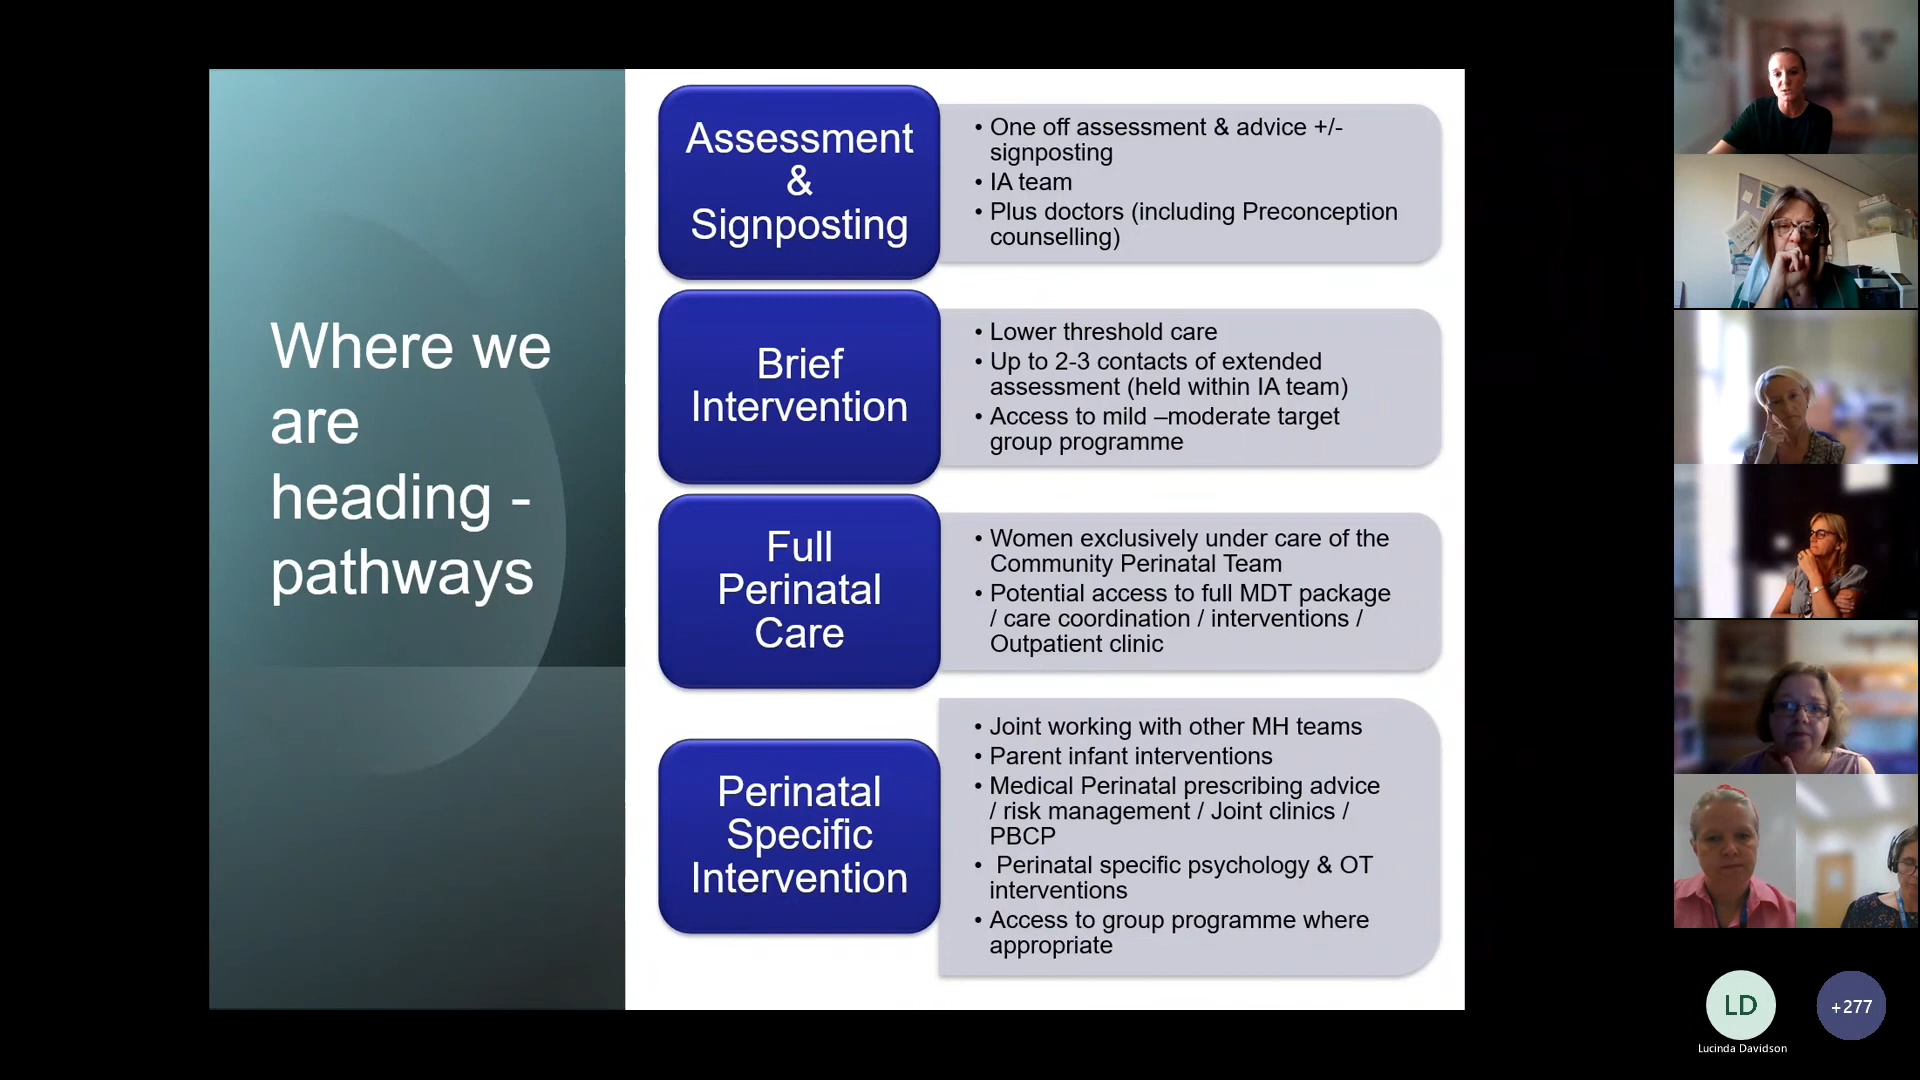 Where we
are
heading -
pathways
Assessment
&
Signposting
• One off assessment & advice +/-
signposting
• IA team
• Plus doctors (including Preconception
counselling)
Brief
Intervention
• Lower threshold care
• Up to 2-3 contacts of extended
assessment (held within IA team)
• Access to mild –moderate target
group programme
Full
Perinatal
Care
• Women exclusively under care of the
Community Perinatal Team
• Potential access to full MDT package
/ care coordination / interventions /
Outpatient clinic
Perinatal
Specific
Intervention
• Joint working with other MH teams
• Parent infant interventions
• Medical Perinatal prescribing advice
/ risk management / Joint clinics /
PBCP
• Perinatal specific psychology & OT
interventions
• Access to group programme where
appropriate
LD
+277
Lucinda Davidson